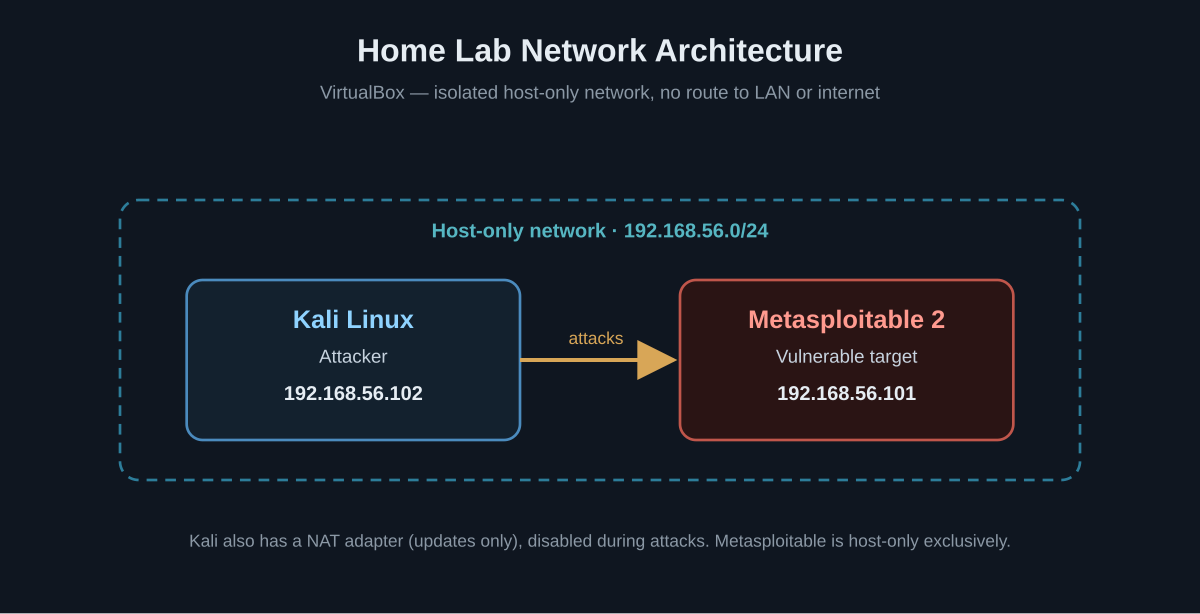 Home Lab Network Architecture
VirtualBox — isolated host-only network, no route to LAN or internet
Host-only network · 192.168.56.0/24
Kali Linux
Attacker
192.168.56.102
attacks
Metasploitable 2
Vulnerable target
192.168.56.101
Kali also has a NAT adapter (updates only), disabled during attacks. Metasploitable is host-only exclusively.